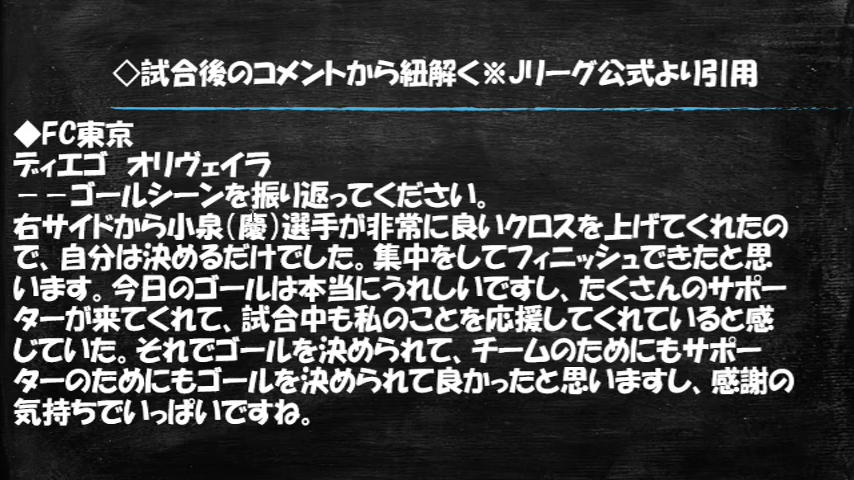 ◇試合後のコメントから紐解く※Jリーグ公式より引用
◆FC東京
ディエゴ　オリヴェイラ
－－ゴールシーンを振り返ってください。
右サイドから小泉（慶）選手が非常に良いクロスを上げてくれたの
で、自分は決めるだけでした。集中をしてフィニッシュできたと思
います。今日のゴールは本当にうれしいですし、たくさんのサポー
ターが来てくれて、試合中も私のことを応援してくれていると感
じていた。それでゴールを決められて、チームのためにもサポー
ターのためにもゴールを決められて良かったと思いますし、感謝の
気持ちでいっぱいですね。